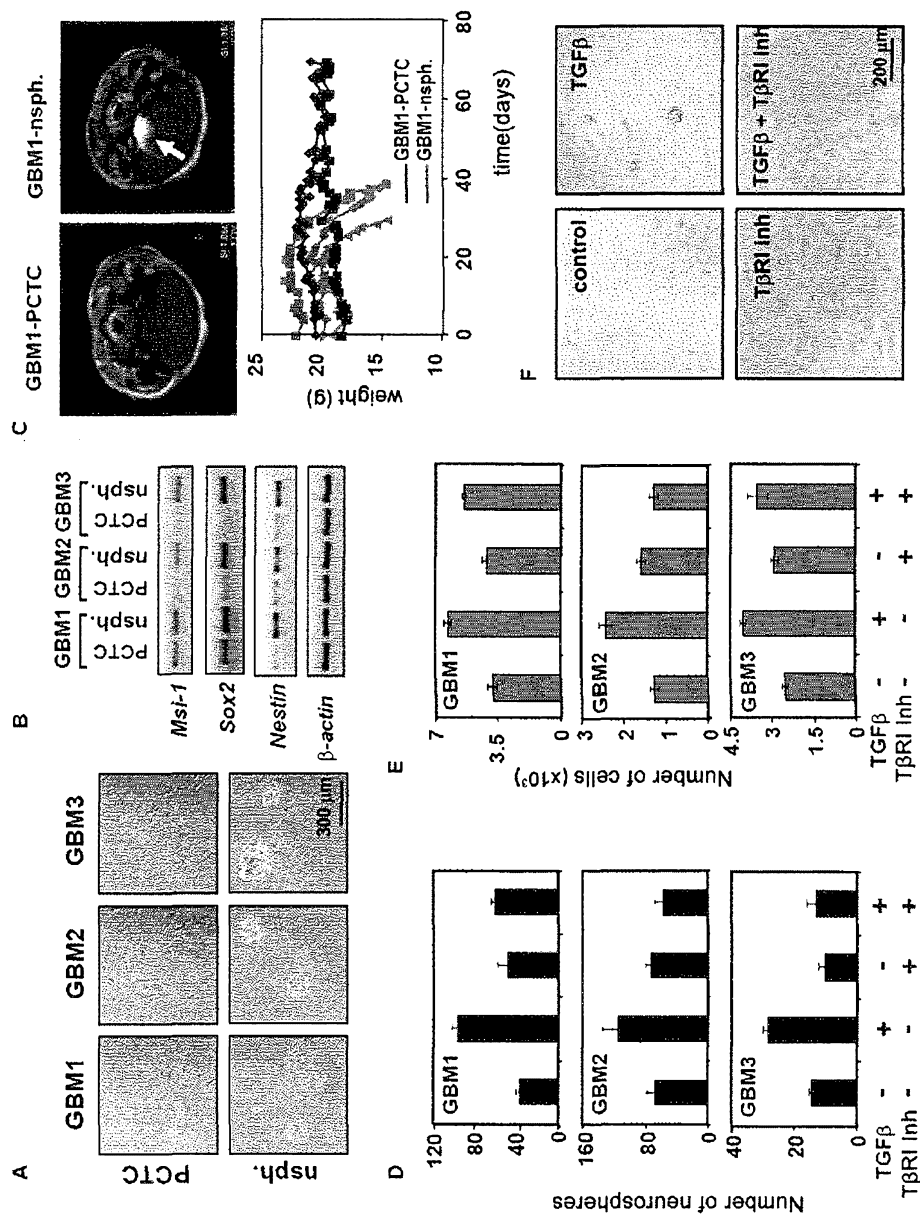 A
GBM1 GBM2 GBM3
PCTC
nsph.
300 µm
B
GBM1 GBM2 GBM3
PCTC nsph. PCTC nsph. PCTC nsph.
Msi-1
Sox2
Nestin
β-actin
C
GBM1-PCTC GBM1-nsph.
weight (g)
25
20
15
10
0 20 40 60 80
time(days)
GBM1-PCTC
GBM1-nsph.
D
Number of neurospheres
GBM1
120
80
40
0
GBM2
160
80
0
GBM3
40
20
0
TGFβ - + - +
TβRI Inh - - + +
E
Number of cells (x10³)
GBM1
7
3.5
0
GBM2
3
2
1
0
GBM3
4.5
3
1.5
0
TGFβ - + - +
TβRI Inh - - + +
F
control
TGFβ
TβRI Inh
TGFβ + TβRI Inh
200 µm